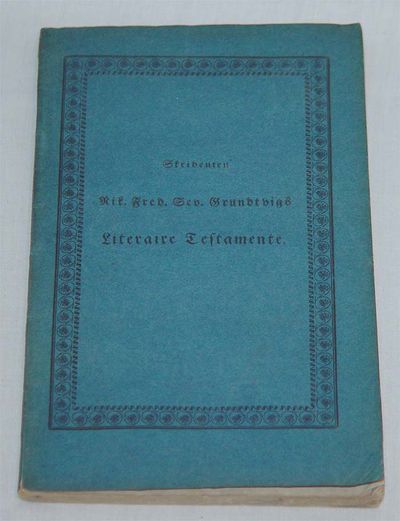 Skribenten
Nik. Fred. Sev. Grundtvigs
Literaire Testamente.